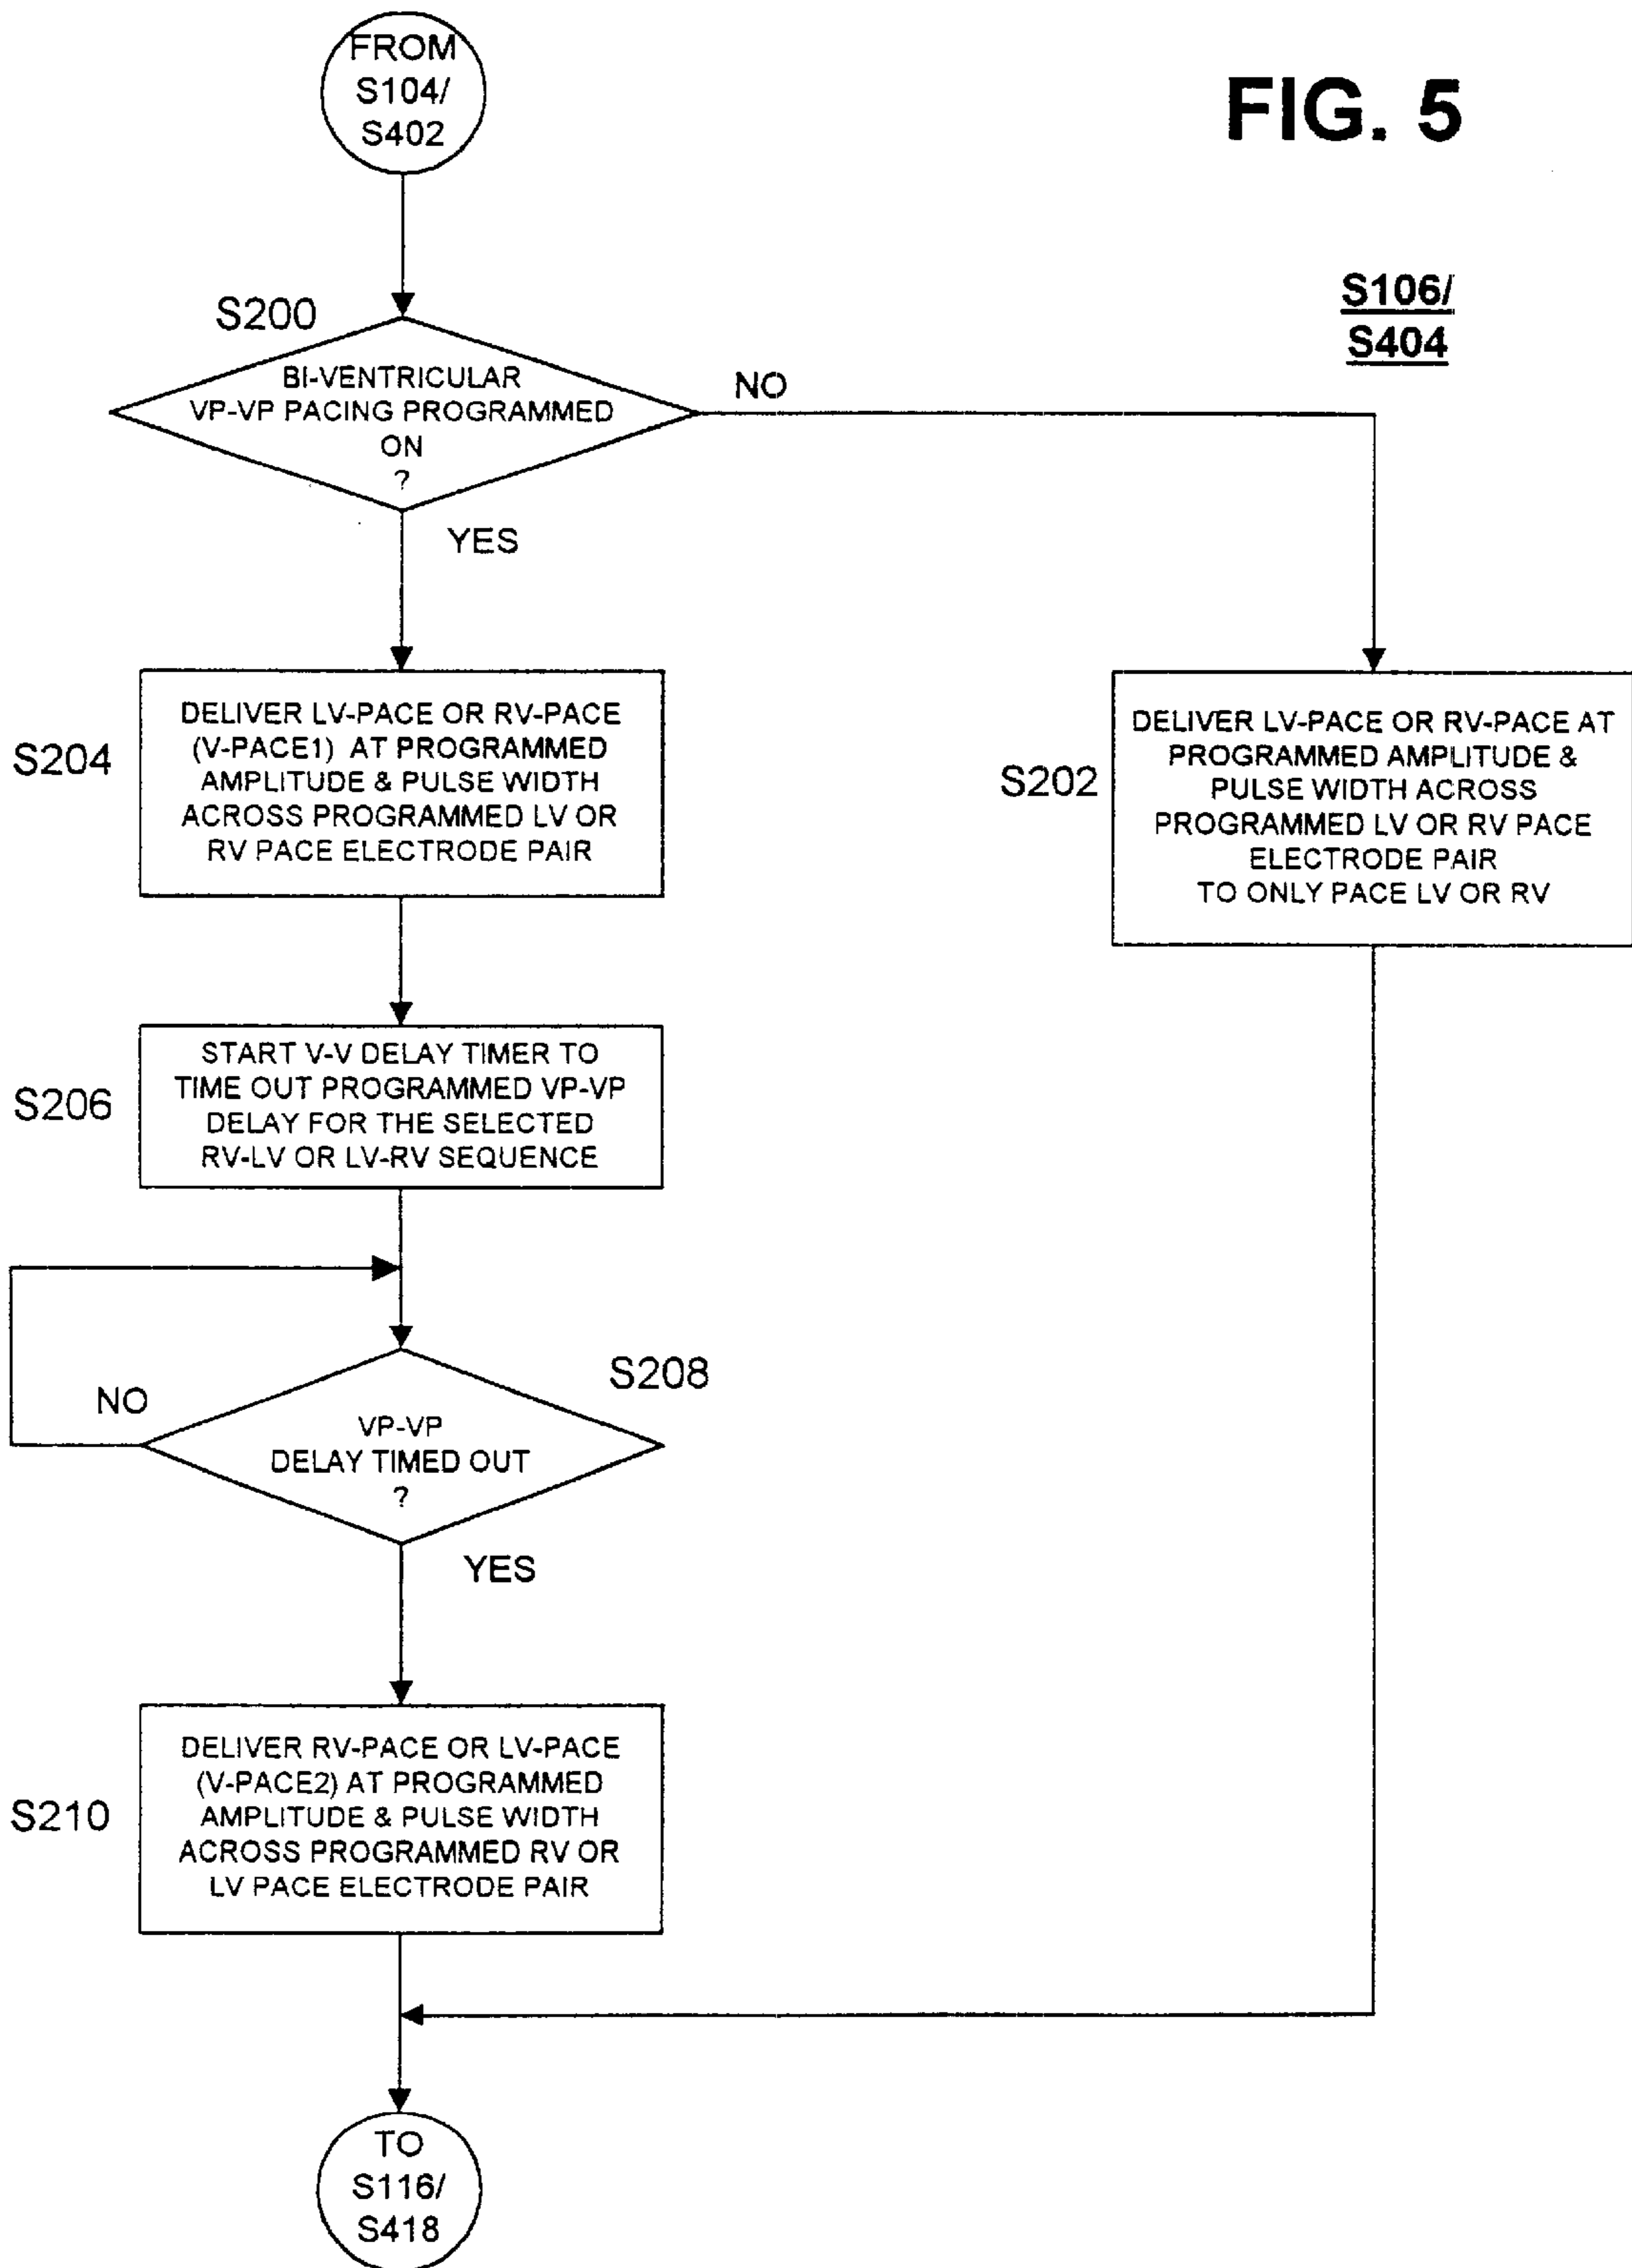 FROM
S104/
S402
FIG. 5
S106/
S404
S200
BI-VENTRICULAR
VP-VP PACING PROGRAMMED
ON
?
NO
YES
S204
DELIVER LV-PACE OR RV-PACE
(V-PACE1) AT PROGRAMMED
AMPLITUDE & PULSE WIDTH
ACROSS PROGRAMMED LV OR
RV PACE ELECTRODE PAIR
S202
DELIVER LV-PACE OR RV-PACE AT
PROGRAMMED AMPLITUDE &
PULSE WIDTH ACROSS
PROGRAMMED LV OR RV PACE
ELECTRODE PAIR
TO ONLY PACE LV OR RV
S206
START V-V DELAY TIMER TO
TIME OUT PROGRAMMED VP-VP
DELAY FOR THE SELECTED
RV-LV OR LV-RV SEQUENCE
S208
NO
VP-VP
DELAY TIMED OUT
?
YES
S210
DELIVER RV-PACE OR LV-PACE
(V-PACE2) AT PROGRAMMED
AMPLITUDE & PULSE WIDTH
ACROSS PROGRAMMED RV OR
LV PACE ELECTRODE PAIR
TO
S116/
S418